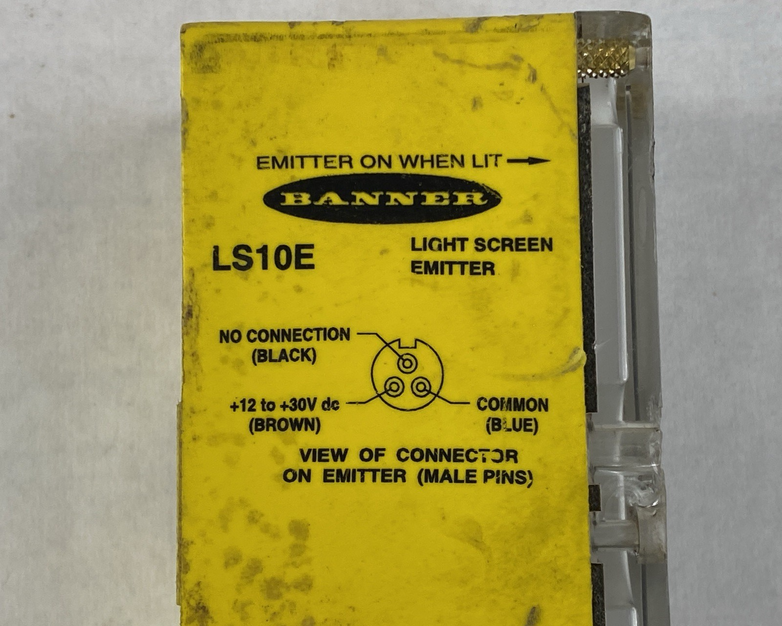 EMITTER ON WHEN LIT
BANNER
LS10E
LIGHT SCREEN
EMITTER
NO CONNECTION
(BLACK)
+12 to +30V dc
(BROWN)
COMMON
(BLUE)
VIEW OF CONNECTOR
ON EMITTER (MALE PINS)